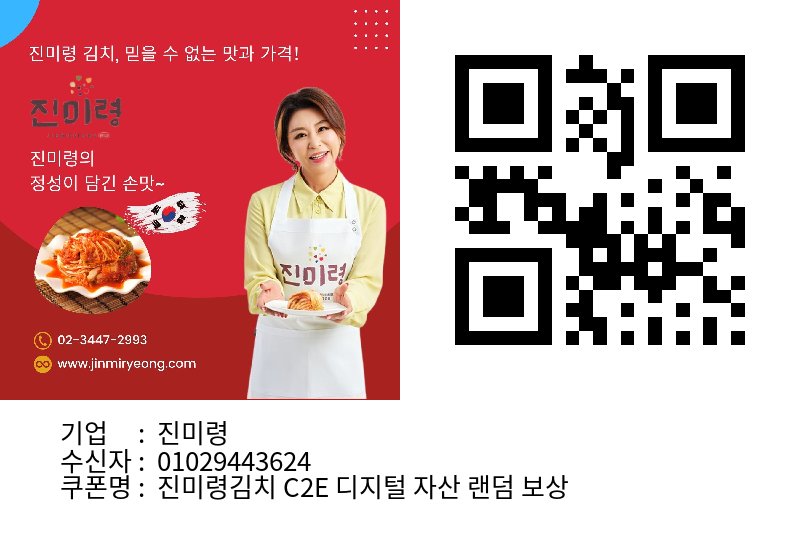 진미령 김치, 믿을 수 없는 맛과 가격!
진미령
진미령의
정성이 담긴 손맛~
진미령
02-3447-2993
www.jinmiryeong.com
기업 : 진미령
수신자 : 01029443624
쿠폰명 : 진미령김치 C2E 디지털 자산 랜덤 보상